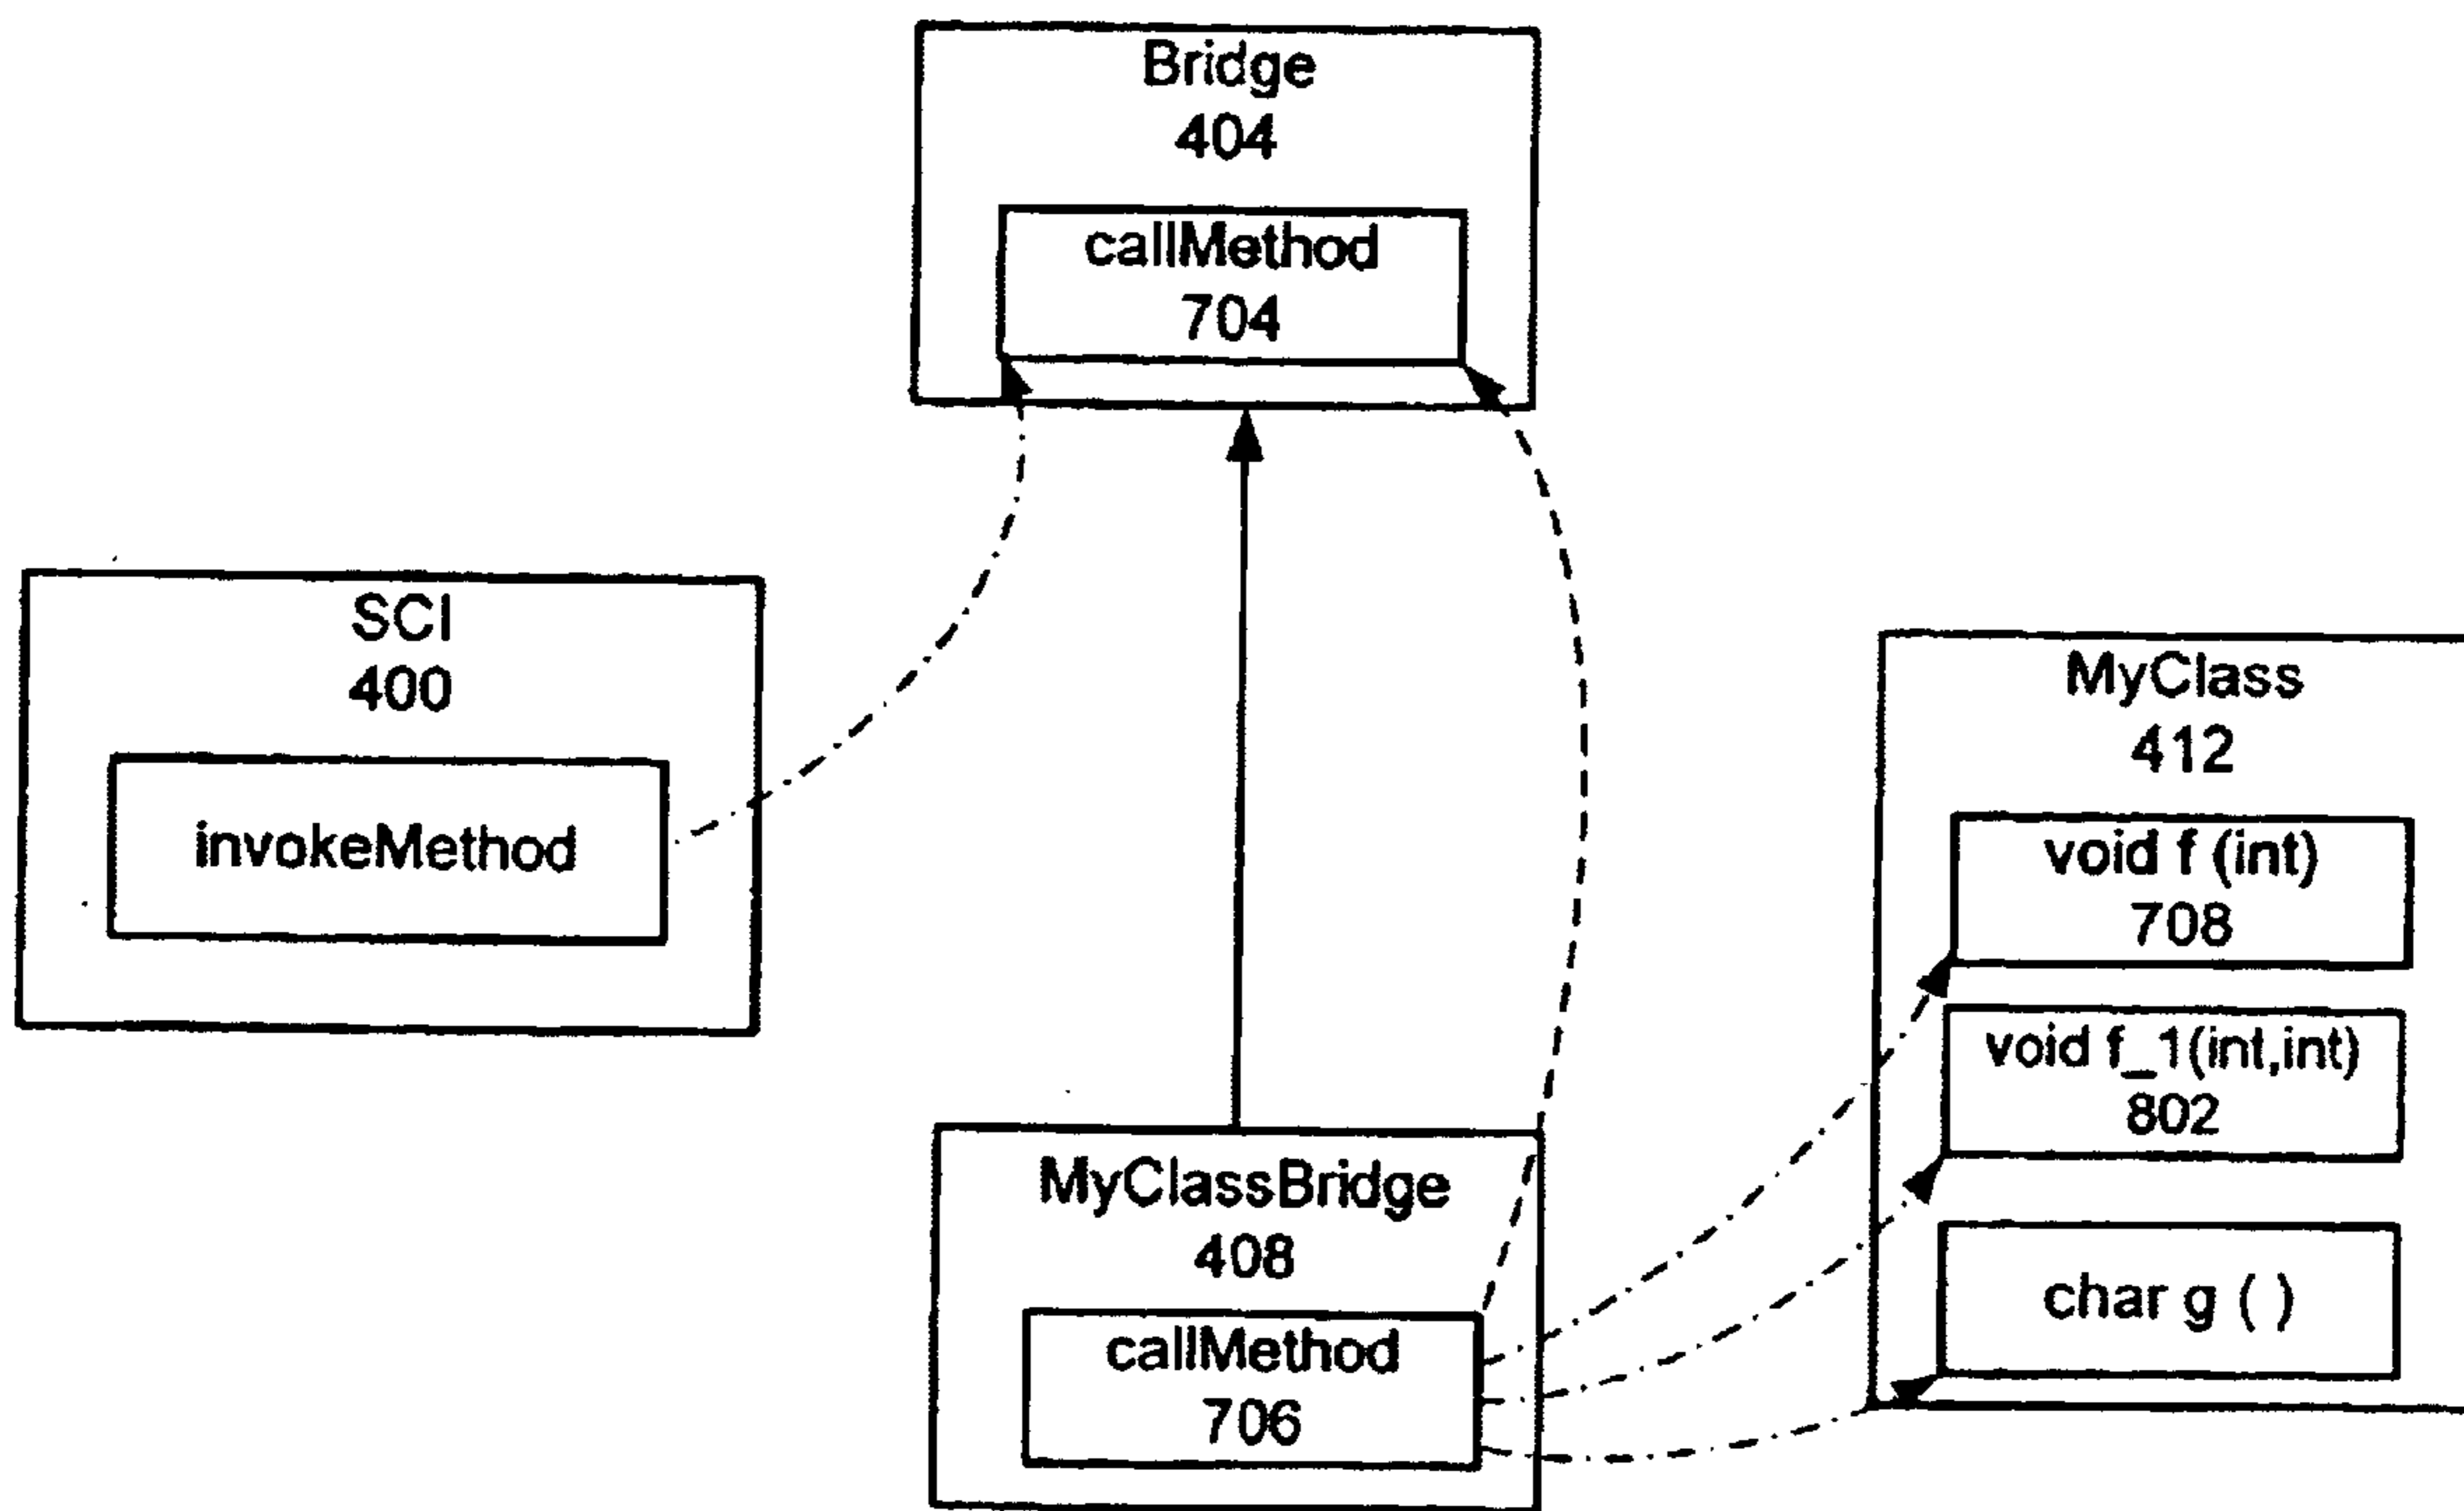 Bridge
404
callMethod
704
SCI
400
invokeMethod
MyClass
412
void f (int)
708
void f_1(int,int)
802
char g ( )
MyClassBridge
408
callMethod
706